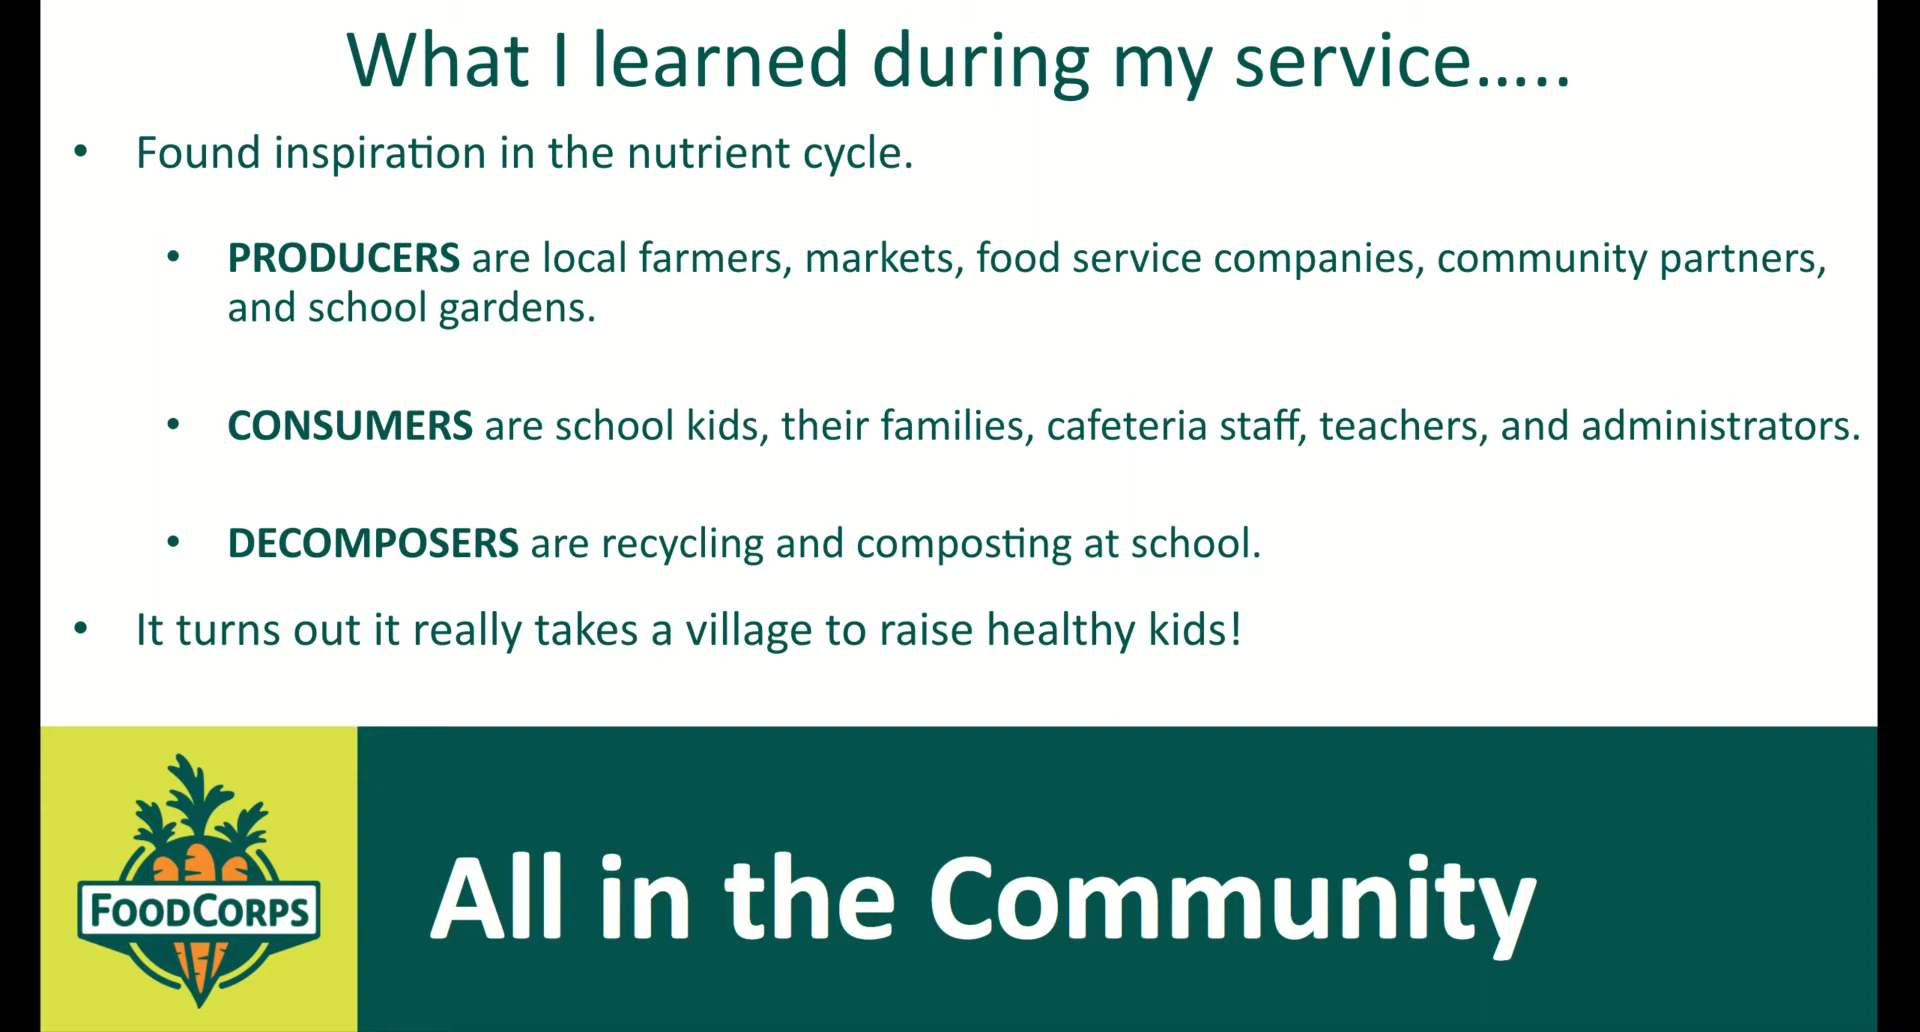 What I learned during my service.....
• Found inspiration in the nutrient cycle.
• PRODUCERS are local farmers, markets, food service companies, community partners,
and school gardens.
• CONSUMERS are school kids, their families, cafeteria staff, teachers, and administrators.
• DECOMPOSERS are recycling and composting at school.
• It turns out it really takes a village to raise healthy kids!
FOODCORPS
All in the Community